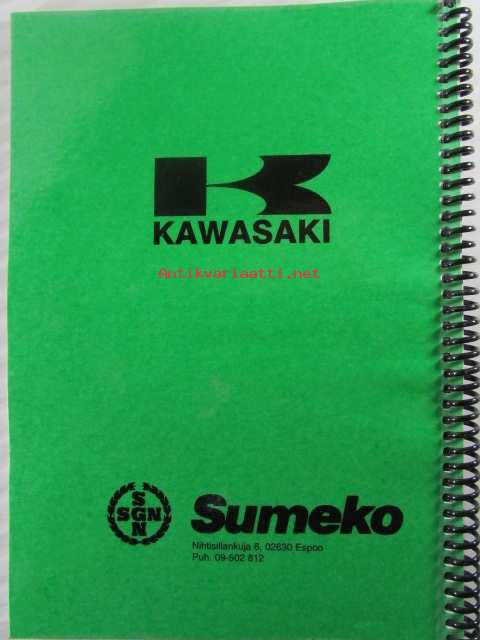 KAWASAKI
Antikvariaatti.net
S
SGN
N
Sumeko
Nihtisillankuja 6, 02630 Espoo
Puh. 09-502 812